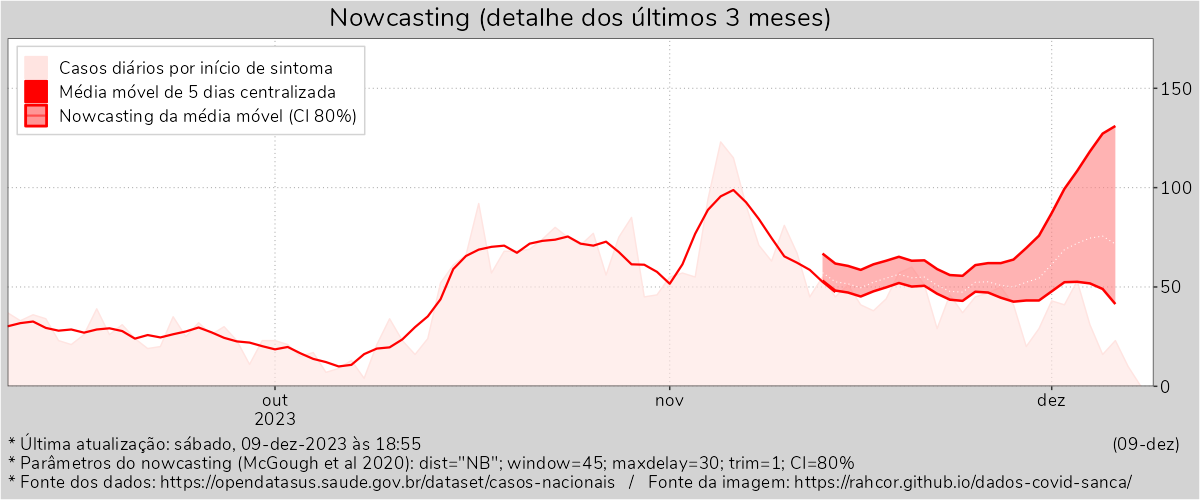 Nowcasting (detalhe dos últimos 3 meses)
Casos diários por início de sintoma
Média móvel de 5 dias centralizada
Nowcasting da média móvel (CI 80%)
150
100
50
0
out
2023
nov
dez
* Última atualização: sábado, 09-dez-2023 às 18:55
(09-dez)
* Parâmetros do nowcasting (McGough et al 2020): dist="NB"; window=45; maxdelay=30; trim=1; CI=80%
* Fonte dos dados: https://opendatasus.saude.gov.br/dataset/casos-nacionais / Fonte da imagem: https://rahcor.github.io/dados-covid-sanca/